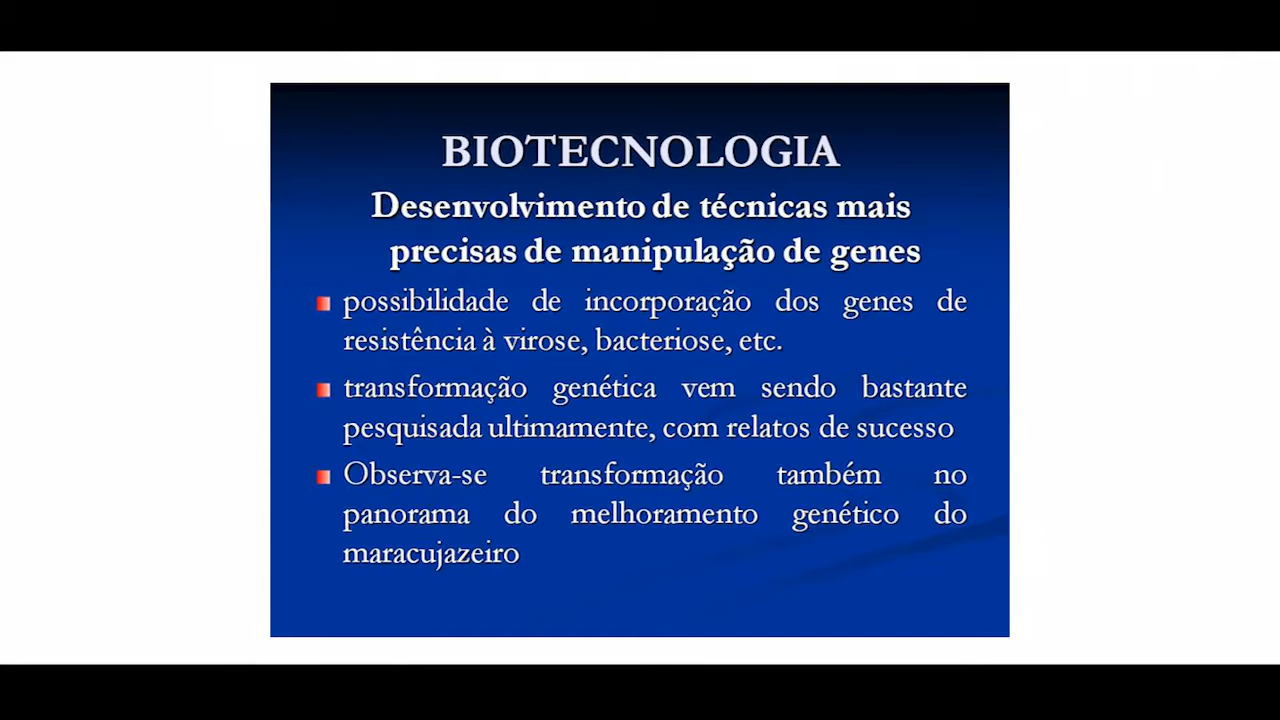 BIOTECNOLOGIA
Desenvolvimento de técnicas mais
precisas de manipulação de genes
possibilidade de incorporação dos genes de
resistência à virose, bacteriose, etc.
transformação genética vem sendo bastante
pesquisada ultimamente, com relatos de sucesso
Observa-se transformação também no
panorama do melhoramento genético do
maracujazeiro